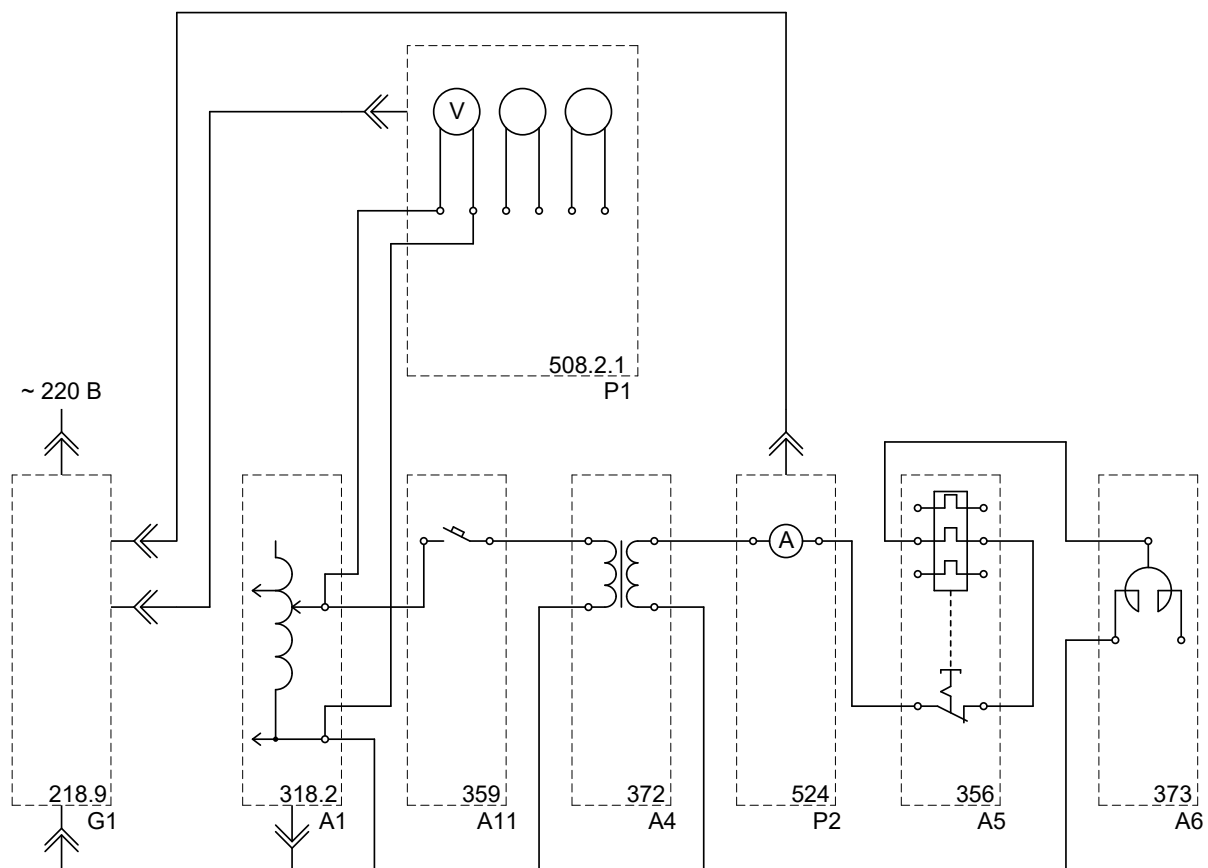 V
508.2.1
P1
~ 220 В
A
218.9
G1
318.2
A1
359
A11
372
A4
524
P2
356
A5
373
A6